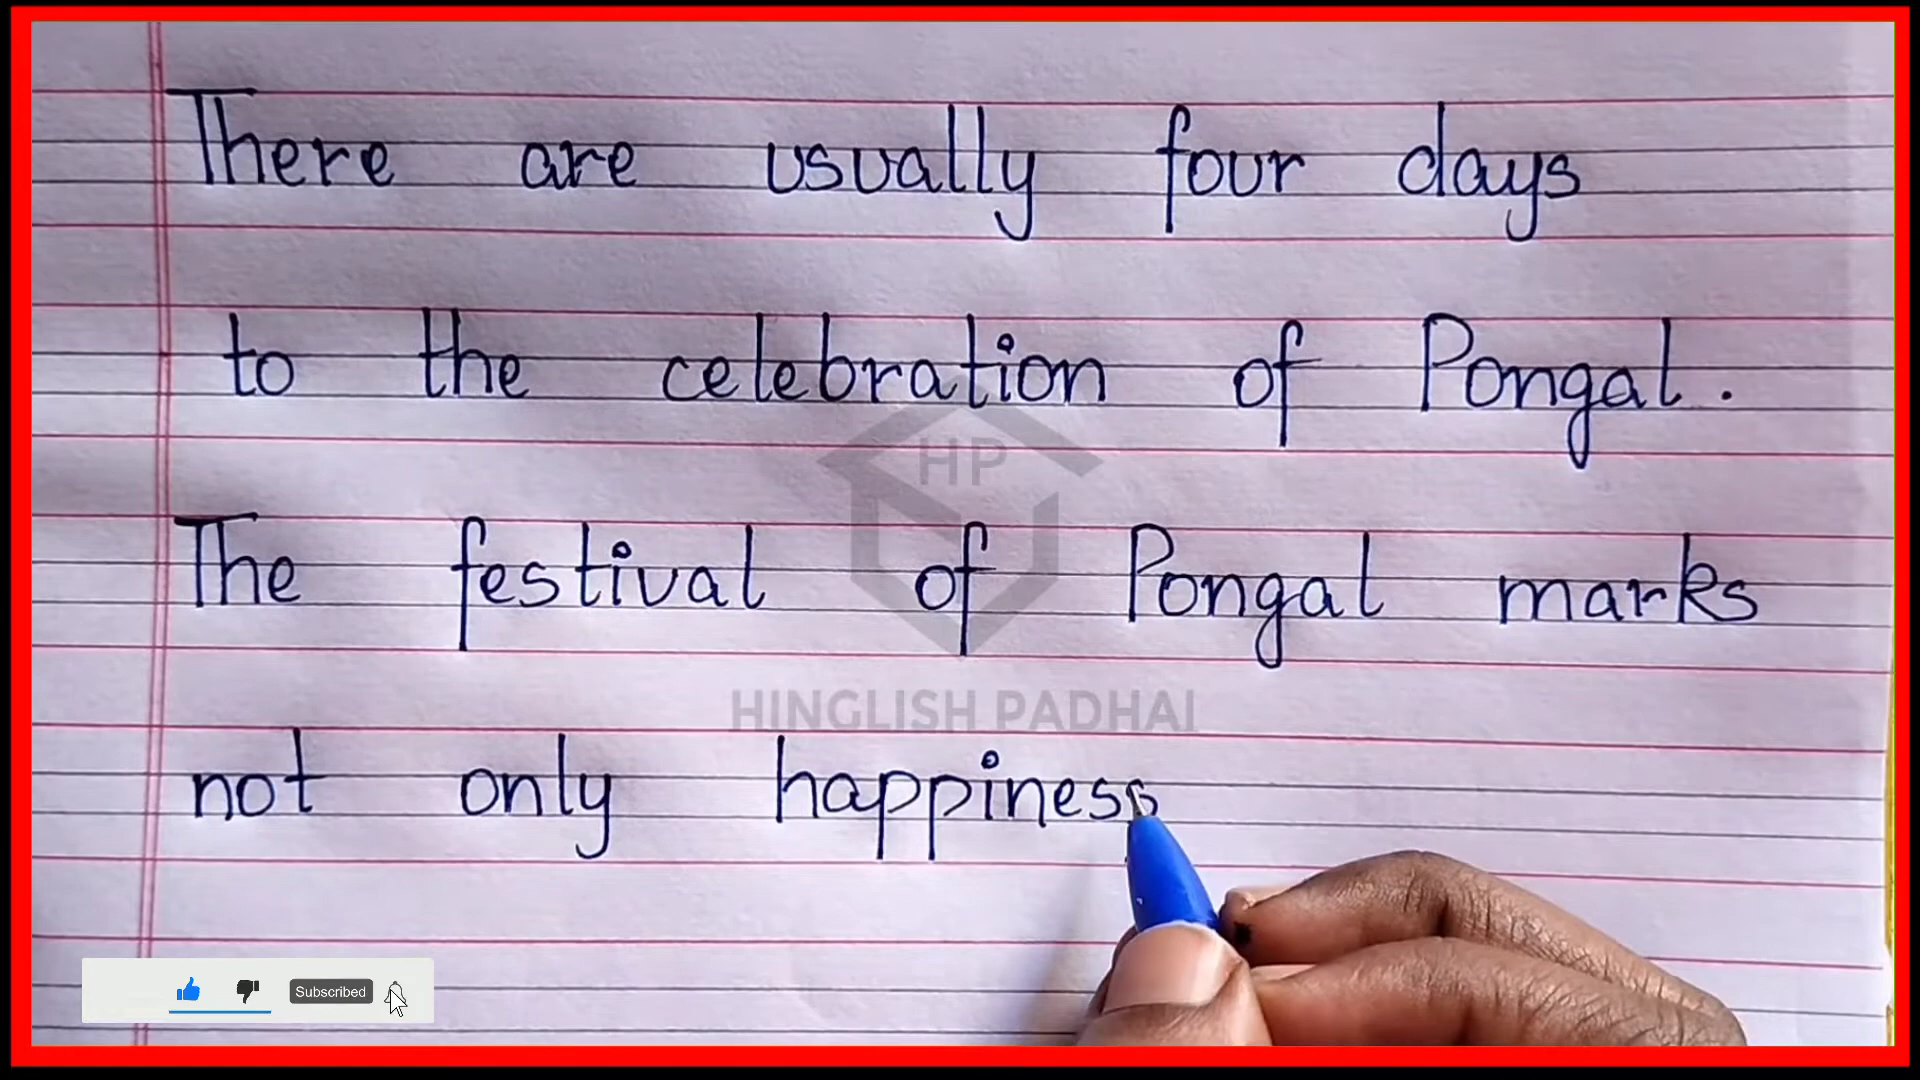 There are usually four days
to the celebration of Pongal.
The festival of Pongal marks
not only happiness
HP
HINGLISH PADHAI
Subscribed